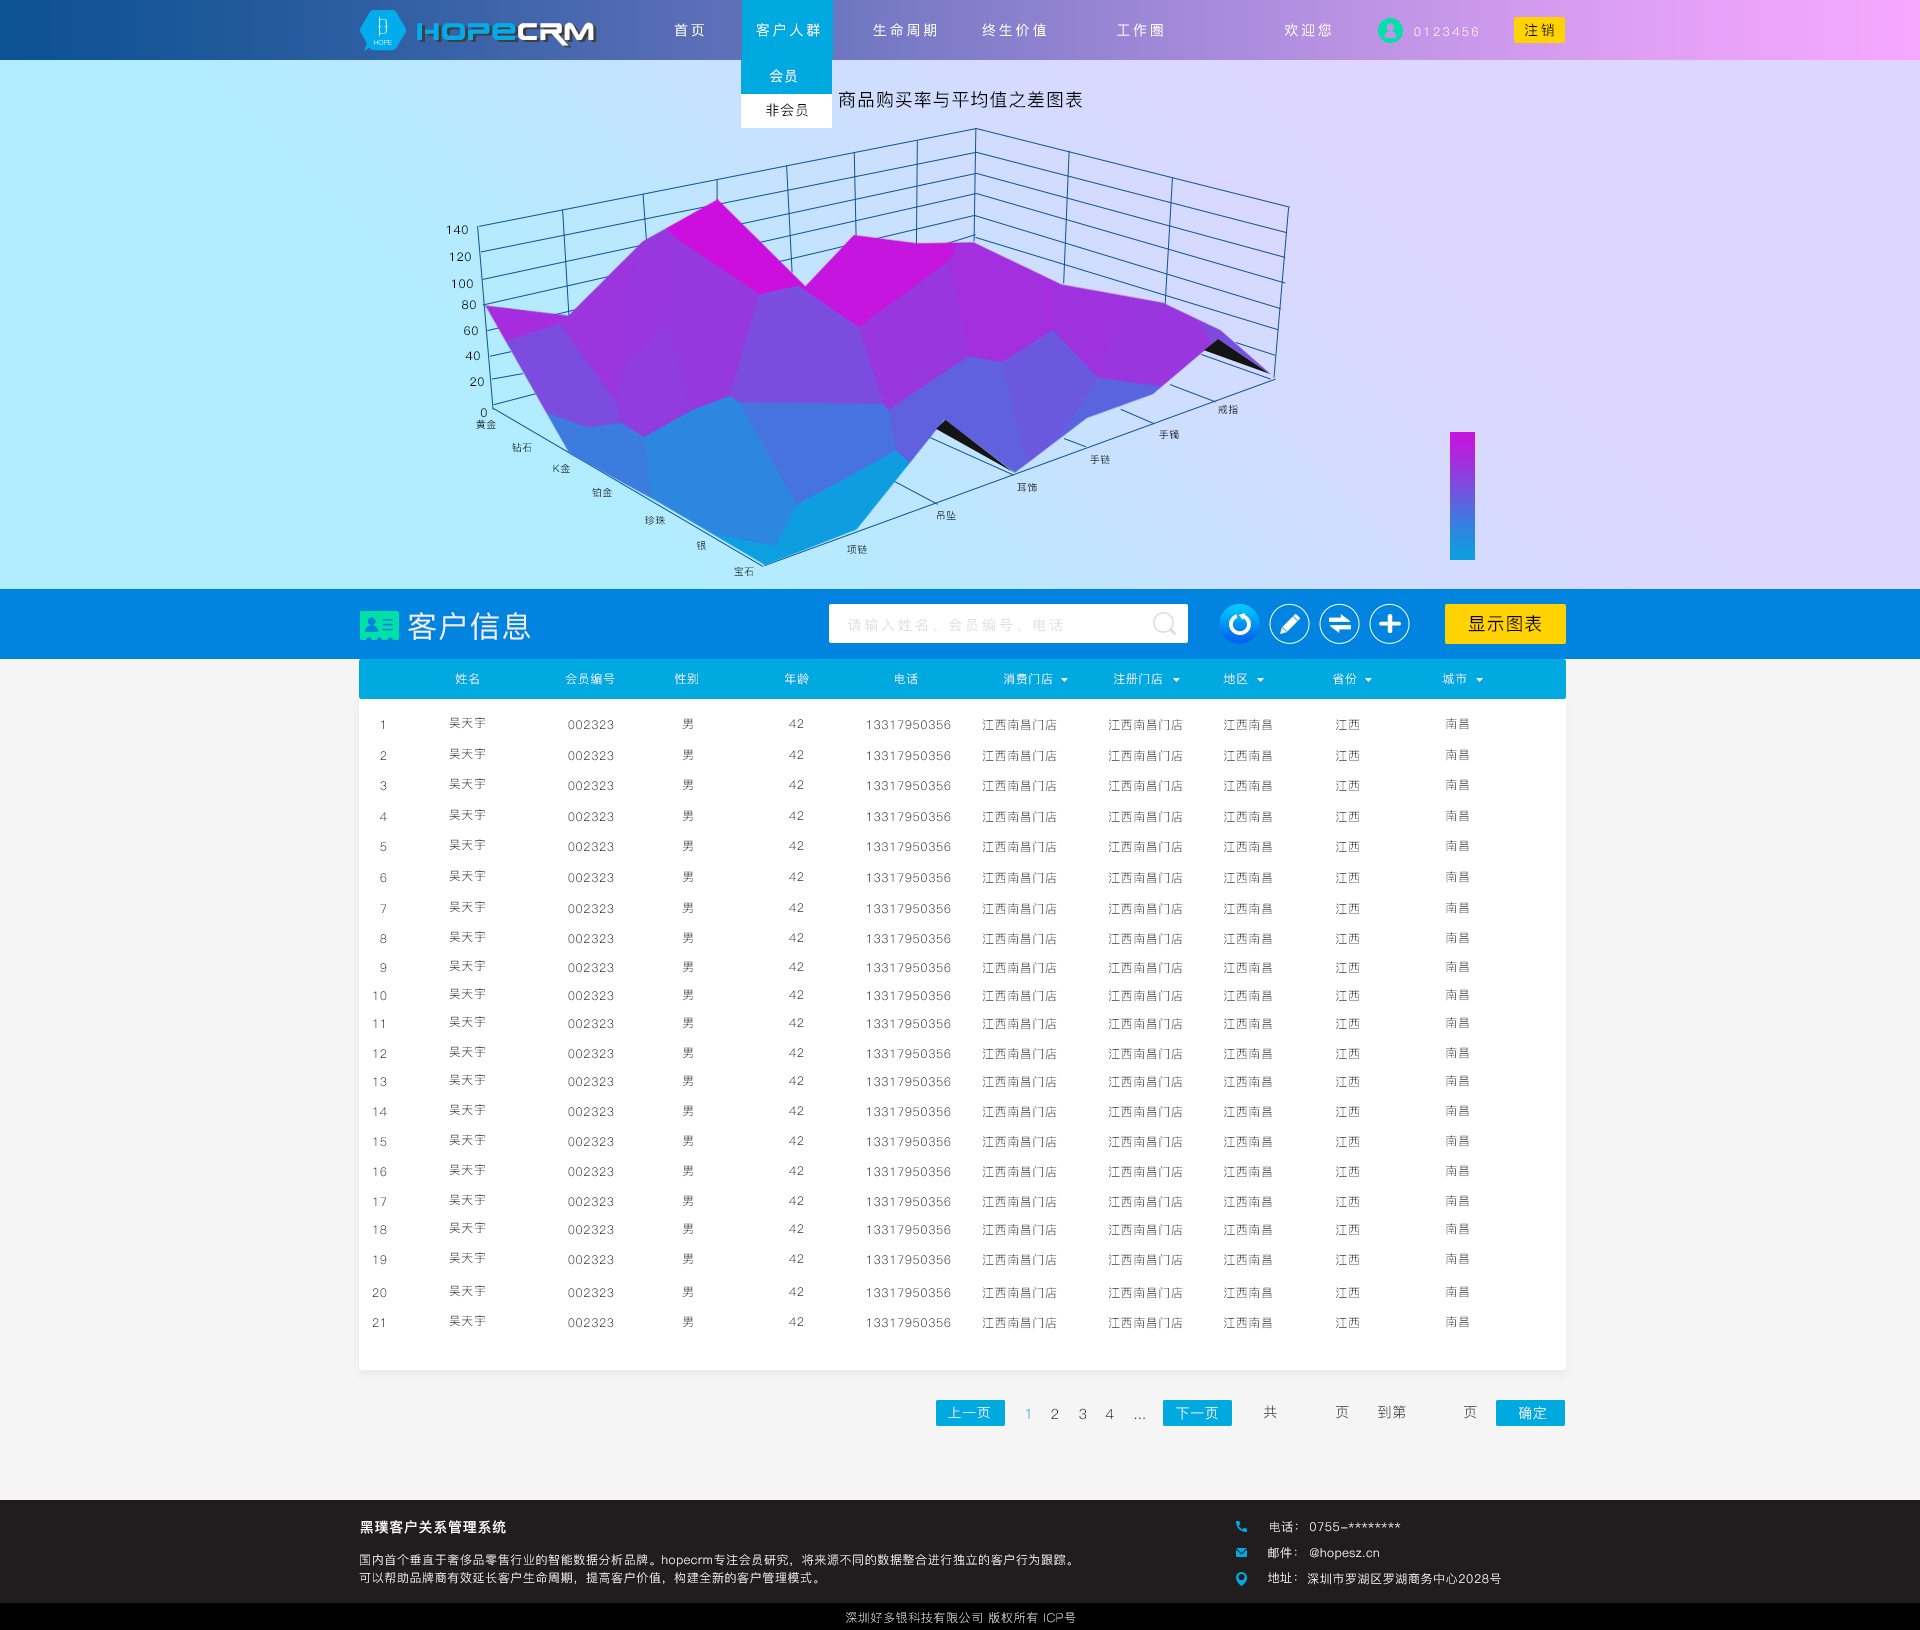 HOPE HOPECRM 首页 客户人群 生命周期 终生价值 工作圈 欢迎您 0123456 注销
会员
非会员
商品购买率与平均值之差图表
140
120
100
80
60
40
20
0
黄金
钻石
K金
铂金
珍珠
银
宝石
项链
吊坠
耳饰
手链
手镯
戒指
客户信息 请输入姓名、会员编号、电话 显示图表
姓名 会员编号 性别 年龄 电话 消费门店 注册门店 地区 省份 城市
1 吴天宇 002323 男 42 13317950356 江西南昌门店 江西南昌门店 江西南昌 江西 南昌
2 吴天宇 002323 男 42 13317950356 江西南昌门店 江西南昌门店 江西南昌 江西 南昌
3 吴天宇 002323 男 42 13317950356 江西南昌门店 江西南昌门店 江西南昌 江西 南昌
4 吴天宇 002323 男 42 13317950356 江西南昌门店 江西南昌门店 江西南昌 江西 南昌
5 吴天宇 002323 男 42 13317950356 江西南昌门店 江西南昌门店 江西南昌 江西 南昌
6 吴天宇 002323 男 42 13317950356 江西南昌门店 江西南昌门店 江西南昌 江西 南昌
7 吴天宇 002323 男 42 13317950356 江西南昌门店 江西南昌门店 江西南昌 江西 南昌
8 吴天宇 002323 男 42 13317950356 江西南昌门店 江西南昌门店 江西南昌 江西 南昌
9 吴天宇 002323 男 42 13317950356 江西南昌门店 江西南昌门店 江西南昌 江西 南昌
10 吴天宇 002323 男 42 13317950356 江西南昌门店 江西南昌门店 江西南昌 江西 南昌
11 吴天宇 002323 男 42 13317950356 江西南昌门店 江西南昌门店 江西南昌 江西 南昌
12 吴天宇 002323 男 42 13317950356 江西南昌门店 江西南昌门店 江西南昌 江西 南昌
13 吴天宇 002323 男 42 13317950356 江西南昌门店 江西南昌门店 江西南昌 江西 南昌
14 吴天宇 002323 男 42 13317950356 江西南昌门店 江西南昌门店 江西南昌 江西 南昌
15 吴天宇 002323 男 42 13317950356 江西南昌门店 江西南昌门店 江西南昌 江西 南昌
16 吴天宇 002323 男 42 13317950356 江西南昌门店 江西南昌门店 江西南昌 江西 南昌
17 吴天宇 002323 男 42 13317950356 江西南昌门店 江西南昌门店 江西南昌 江西 南昌
18 吴天宇 002323 男 42 13317950356 江西南昌门店 江西南昌门店 江西南昌 江西 南昌
19 吴天宇 002323 男 42 13317950356 江西南昌门店 江西南昌门店 江西南昌 江西 南昌
20 吴天宇 002323 男 42 13317950356 江西南昌门店 江西南昌门店 江西南昌 江西 南昌
21 吴天宇 002323 男 42 13317950356 江西南昌门店 江西南昌门店 江西南昌 江西 南昌
上一页 1 2 3 4 ... 下一页 共 页 到第 页 确定
黑璞客户关系管理系统
国内首个垂直于奢侈品零售行业的智能数据分析品牌。hopecrm专注会员研究，将来源不同的数据整合进行独立的客户行为跟踪。
可以帮助品牌商有效延长客户生命周期，提高客户价值，构建全新的客户管理模式。
电话： 0755-********
邮件： @hopesz.cn
地址： 深圳市罗湖区罗湖商务中心2028号
深圳好多银科技有限公司 版权所有 ICP号